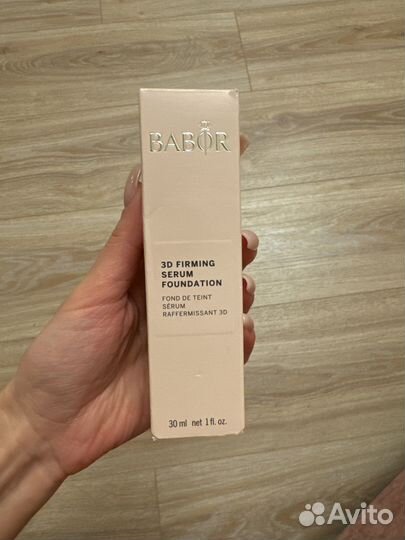 BABOR
3D FIRMING
SERUM
FOUNDATION
FOND DE TEINT
SÉRUM
RAFFERMISSANT 3D
30 ml net 1 fl. oz.
Avito